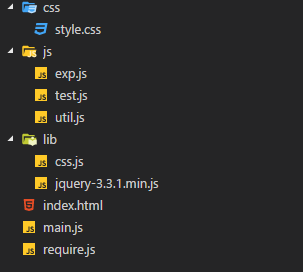 css
style.css
js
exp.js
test.js
util.js
lib
css.js
jquery-3.3.1.min.js
index.html
main.js
require.js